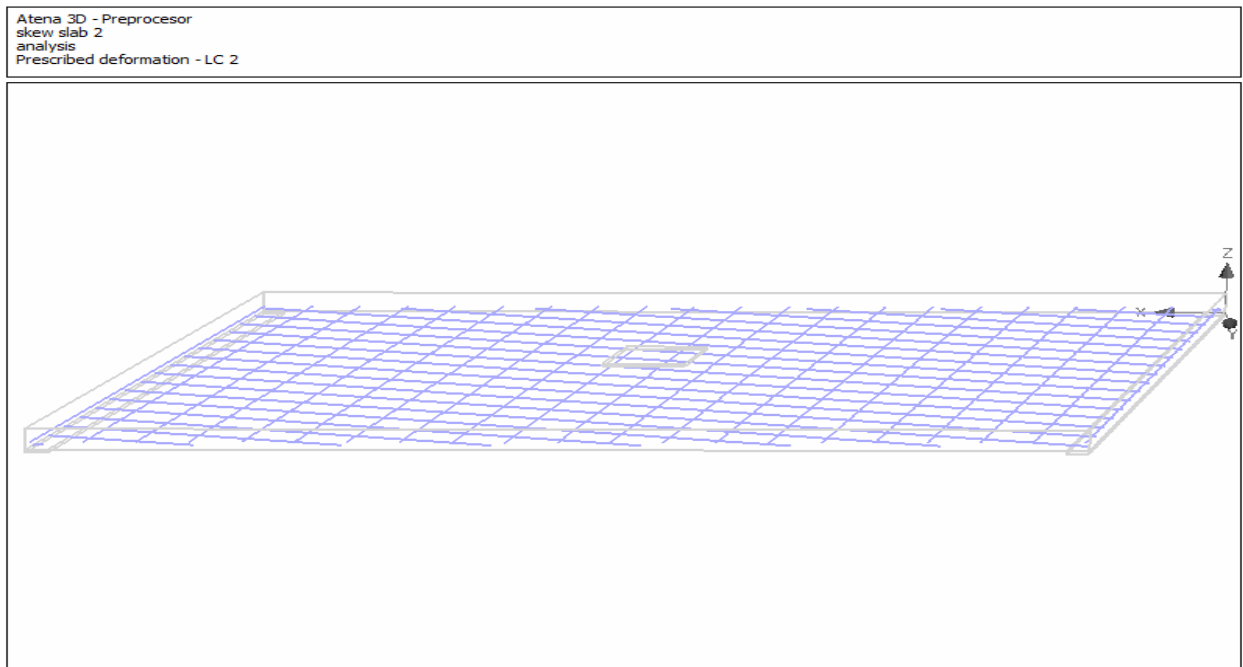 Atena 3D - Preprocesor
skew slab 2
analysis
Prescribed deformation - LC 2
Z
X
Y